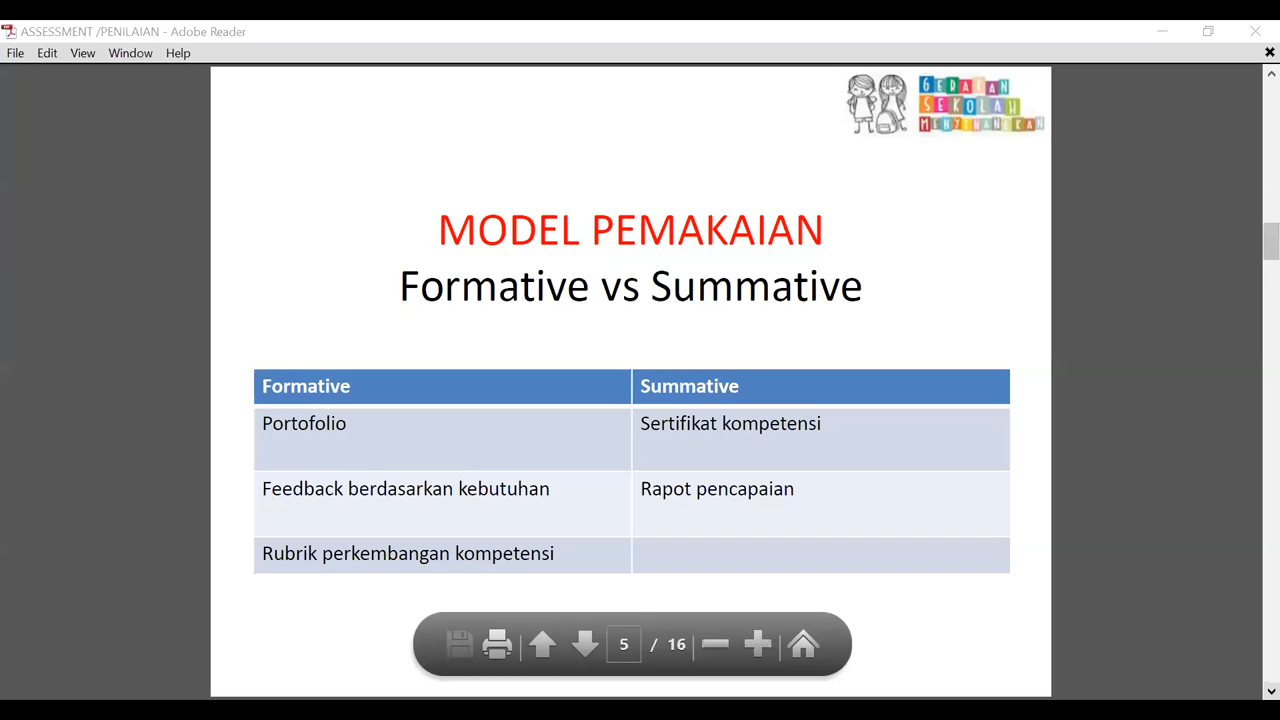 ASSESSMENT /PENILAIAN - Adobe Reader
File Edit View Window Help
GERAKAN
SEKOLAH
MENYENANGKAN
MODEL PEMAKAIAN
Formative vs Summative
Formative Summative
Portofolio Sertifikat kompetensi
Feedback berdasarkan kebutuhan Rapot pencapaian
Rubrik perkembangan kompetensi
5 / 16